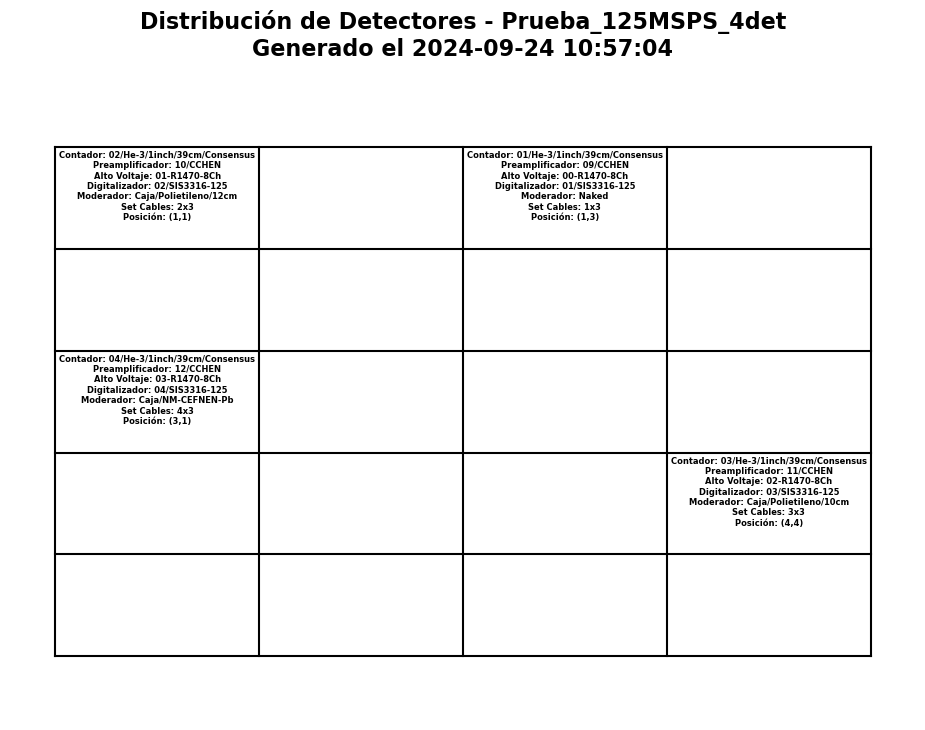 Distribución de Detectores - Prueba_125MSPS_4det
Generado el 2024-09-24 10:57:04
Contador: 02/He-3/1inch/39cm/Consensus
Preamplificador: 10/CCHEN
Alto Voltaje: 01-R1470-8Ch
Digitalizador: 02/SIS3316-125
Moderador: Caja/Polietileno/12cm
Set Cables: 2x3
Posición: (1,1)
Contador: 01/He-3/1inch/39cm/Consensus
Preamplificador: 09/CCHEN
Alto Voltaje: 00-R1470-8Ch
Digitalizador: 01/SIS3316-125
Moderador: Naked
Set Cables: 1x3
Posición: (1,3)
Contador: 04/He-3/1inch/39cm/Consensus
Preamplificador: 12/CCHEN
Alto Voltaje: 03-R1470-8Ch
Digitalizador: 04/SIS3316-125
Moderador: Caja/NM-CEFNEN-Pb
Set Cables: 4x3
Posición: (3,1)
Contador: 03/He-3/1inch/39cm/Consensus
Preamplificador: 11/CCHEN
Alto Voltaje: 02-R1470-8Ch
Digitalizador: 03/SIS3316-125
Moderador: Caja/Polietileno/10cm
Set Cables: 3x3
Posición: (4,4)